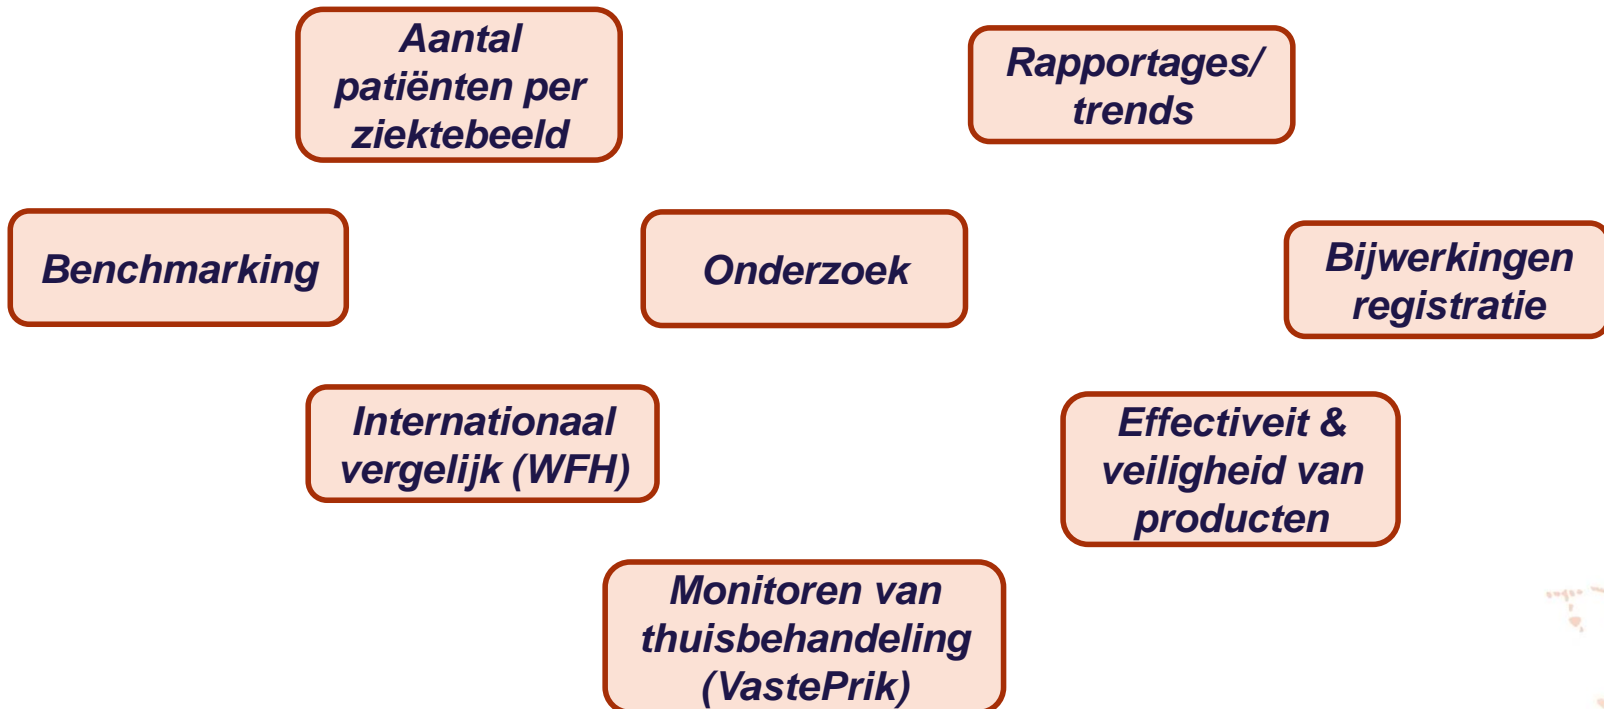 Aantal
patiënten per
ziektebeeld
Rapportages/
trends
Benchmarking
Onderzoek
Bijwerkingen
registratie
Internationaal
vergelijk (WFH)
Effectiveit &
veiligheid van
producten
Monitoren van
thuisbehandeling
(VastePrik)